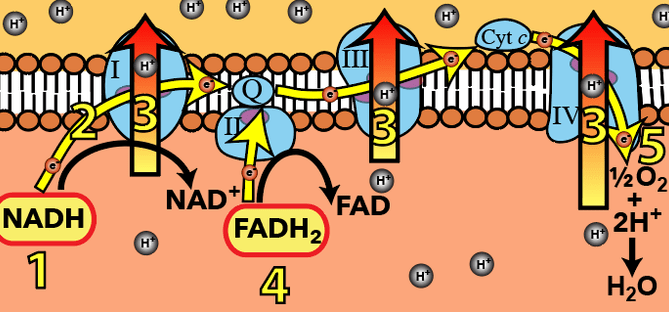 H⁺
H⁺
H⁺
H⁺
H⁺
H⁺
H
I
III
Cyt c
IV
e⁻
e⁻
e⁻
e⁻
e⁻
e⁻
e⁻
H⁺
H⁺
H⁺
Q
II
2
3
3
3
5
½O₂
+
2H⁺
H₂O
NADH
NAD⁺
FADH₂
FAD
H⁺
H⁺
H⁺
H⁺
H⁺
1
4